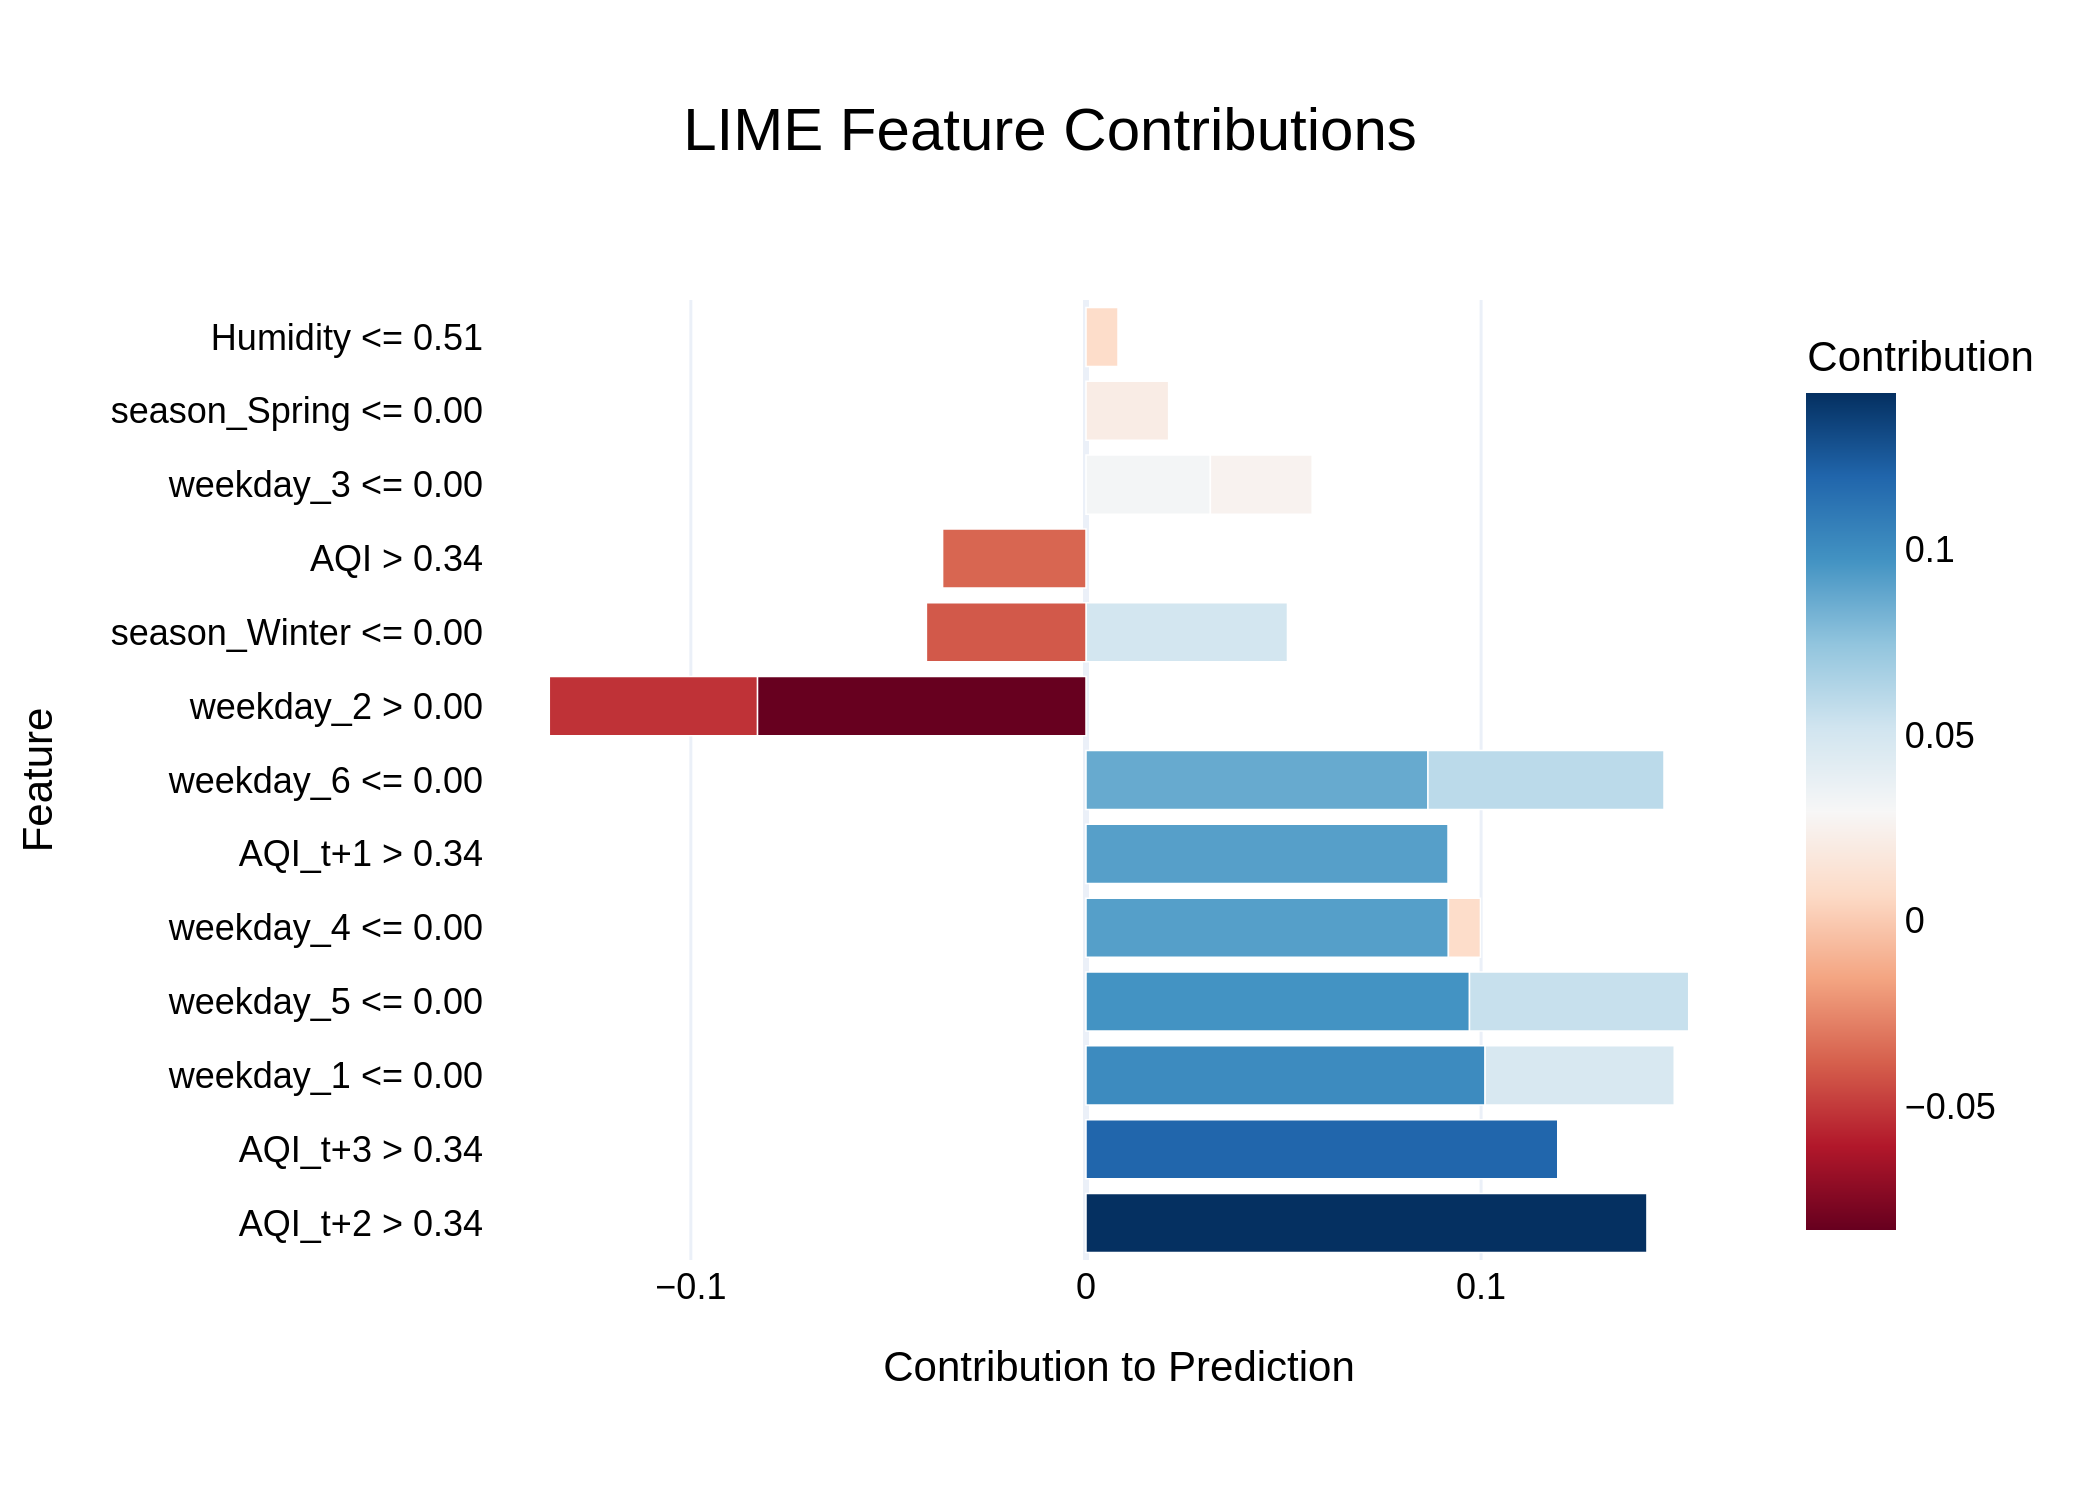 LIME Feature Contributions
Humidity <= 0.51
season_Spring <= 0.00
weekday_3 <= 0.00
AQI > 0.34
season_Winter <= 0.00
weekday_2 > 0.00
weekday_6 <= 0.00
AQI_t+1 > 0.34
weekday_4 <= 0.00
weekday_5 <= 0.00
weekday_1 <= 0.00
AQI_t+3 > 0.34
AQI_t+2 > 0.34
Feature
−0.1
0
0.1
Contribution to Prediction
Contribution
0.1
0.05
0
−0.05